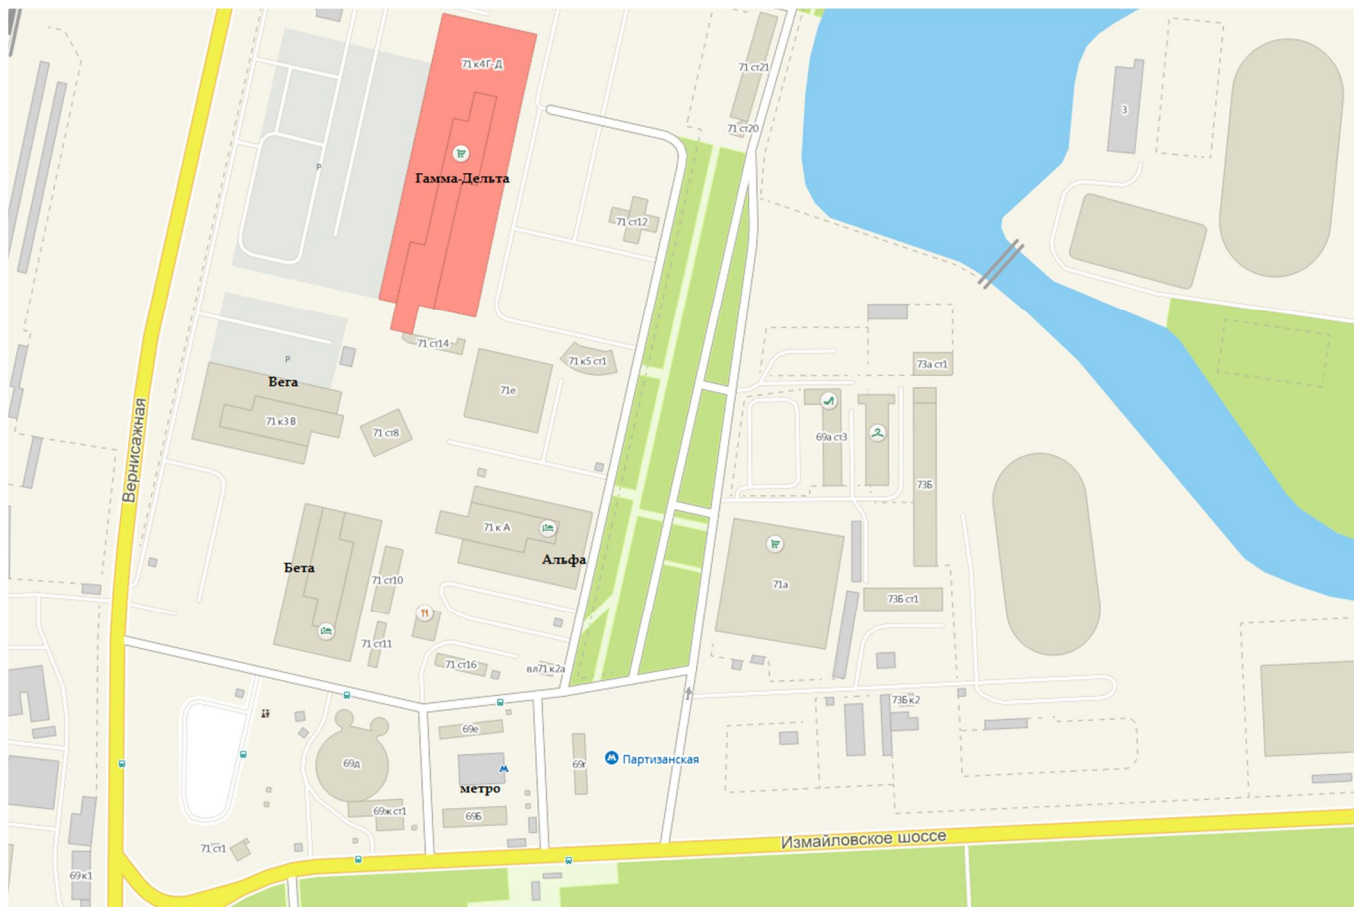 71 к4Г-Д
71 ст21
3
71 ст20
P
Гамма-Дельта
71 ст12
71 ст14
71 к5 ст1
P
73а ст1
Вега
71е
71 к3 В
71 ст8
69а ст3
Вернисажная
73Б
71 к А
Альфа
Бета
71 ст10
71а
73Б ст1
71 ст11
71 ст16
вл71 к2а
73Б к2
69е
69д
69г
М Партизанская
М
метро
69ж ст1
69Б
Измайловское шоссе
71 ст1
69 к1